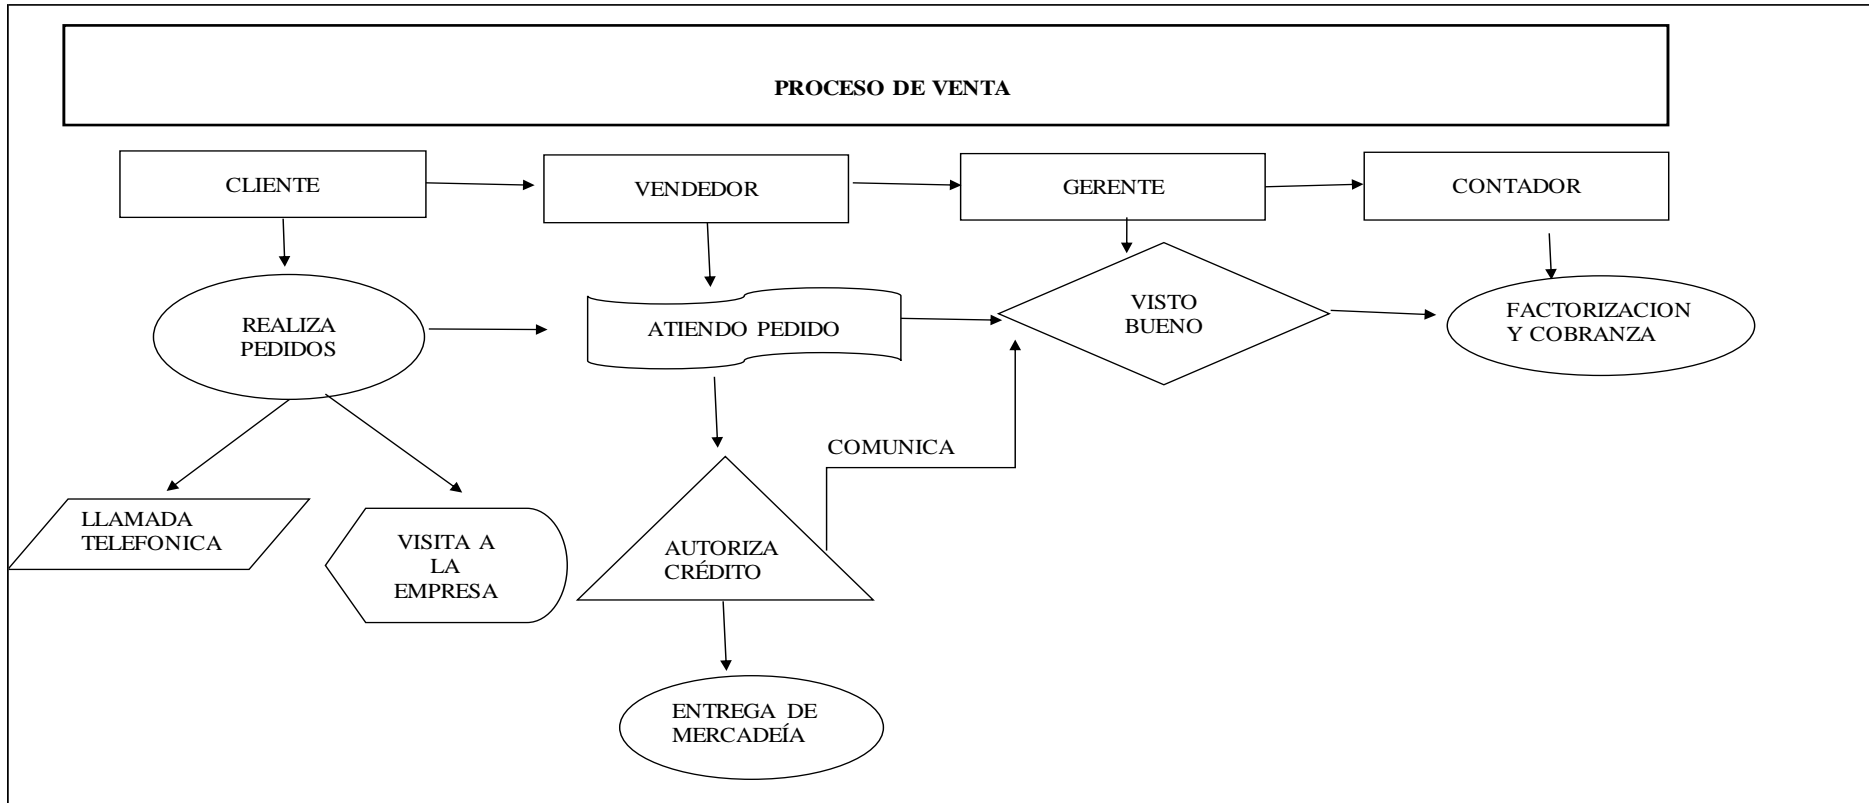 PROCESO DE VENTA
CLIENTE
VENDEDOR
GERENTE
CONTADOR
REALIZA
PEDIDOS
ATIENDO PEDIDO
VISTO
BUENO
FACTORIZACION
Y COBRANZA
COMUNICA
LLAMADA
TELEFONICA
VISITA A
LA
EMPRESA
AUTORIZA
CRÉDITO
ENTREGA DE
MERCADEÍA